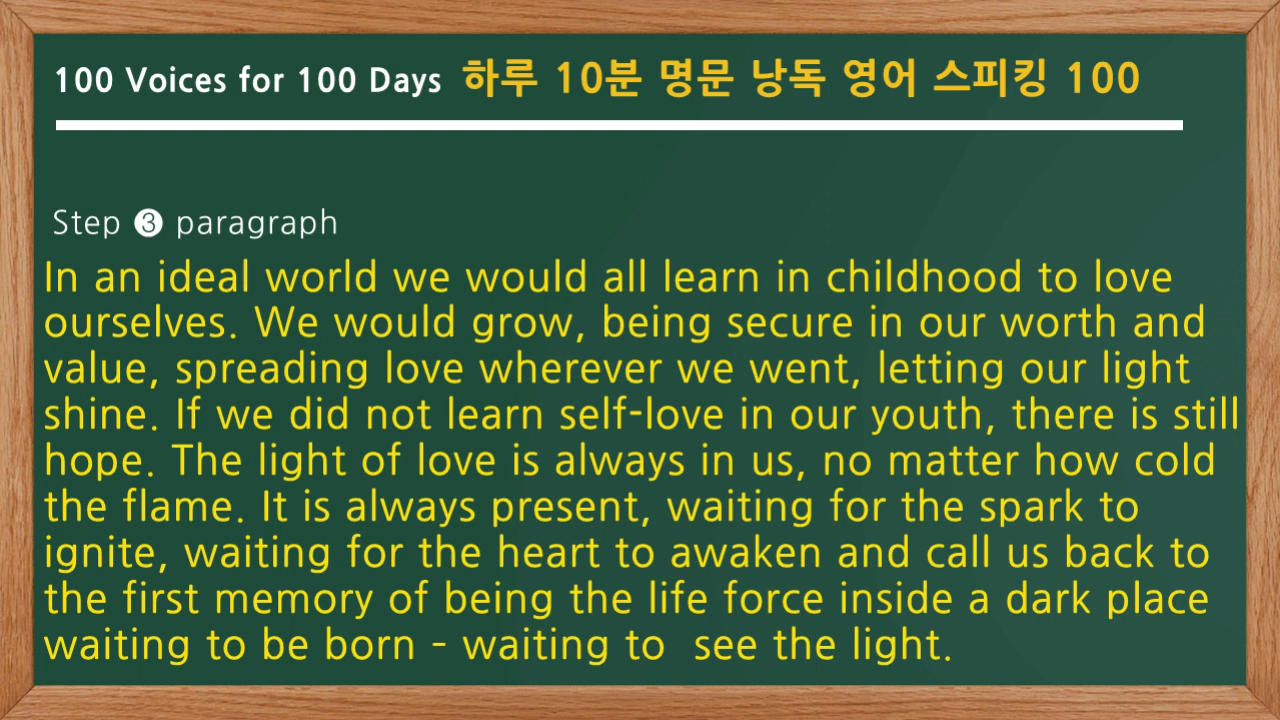 100 Voices for 100 Days 하루 10분 명문 낭독 영어 스피킹 100
Step ❸ paragraph
In an ideal world we would all learn in childhood to love
ourselves. We would grow, being secure in our worth and
value, spreading love wherever we went, letting our light
shine. If we did not learn self-love in our youth, there is still
hope. The light of love is always in us, no matter how cold
the flame. It is always present, waiting for the spark to
ignite, waiting for the heart to awaken and call us back to
the first memory of being the life force inside a dark place
waiting to be born - waiting to  see the light.